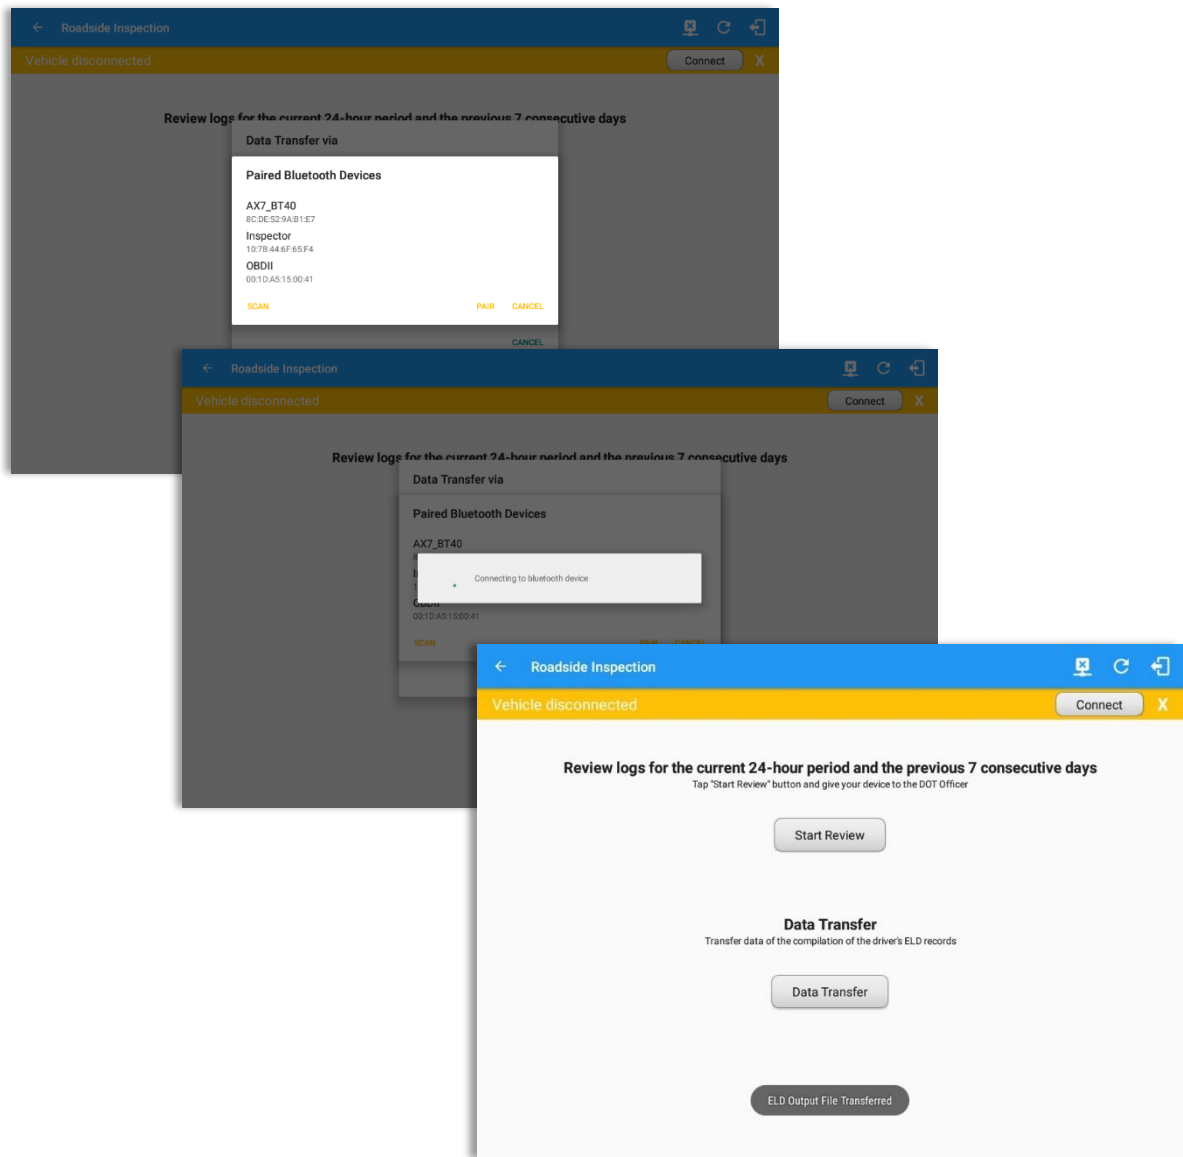 Roadside Inspection
Vehicle disconnected
Connect
X
Review logs for the current 24-hour period and the previous 7 consecutive days
Data Transfer via
Paired Bluetooth Devices
AX7_BT40
8C:DE:52:9A:B1:E7
Inspector
10:7B:44:6F:65:F4
OBDII
00:1D:A5:15:00:41
SCAN
PAIR
CANCEL
CANCEL
Roadside Inspection
Vehicle disconnected
Connect
X
Review logs for the current 24-hour period and the previous 7 consecutive days
Data Transfer via
Paired Bluetooth Devices
AX7_BT40
Connecting to bluetooth device
OBDII
00:1D:A5:15:00:41
SCAN
PAIR
CANCEL
Roadside Inspection
Vehicle disconnected
Connect
X
Review logs for the current 24-hour period and the previous 7 consecutive days
Tap "Start Review" button and give your device to the DOT Officer
Start Review
Data Transfer
Transfer data of the compilation of the driver's ELD records
Data Transfer
ELD Output File Transferred